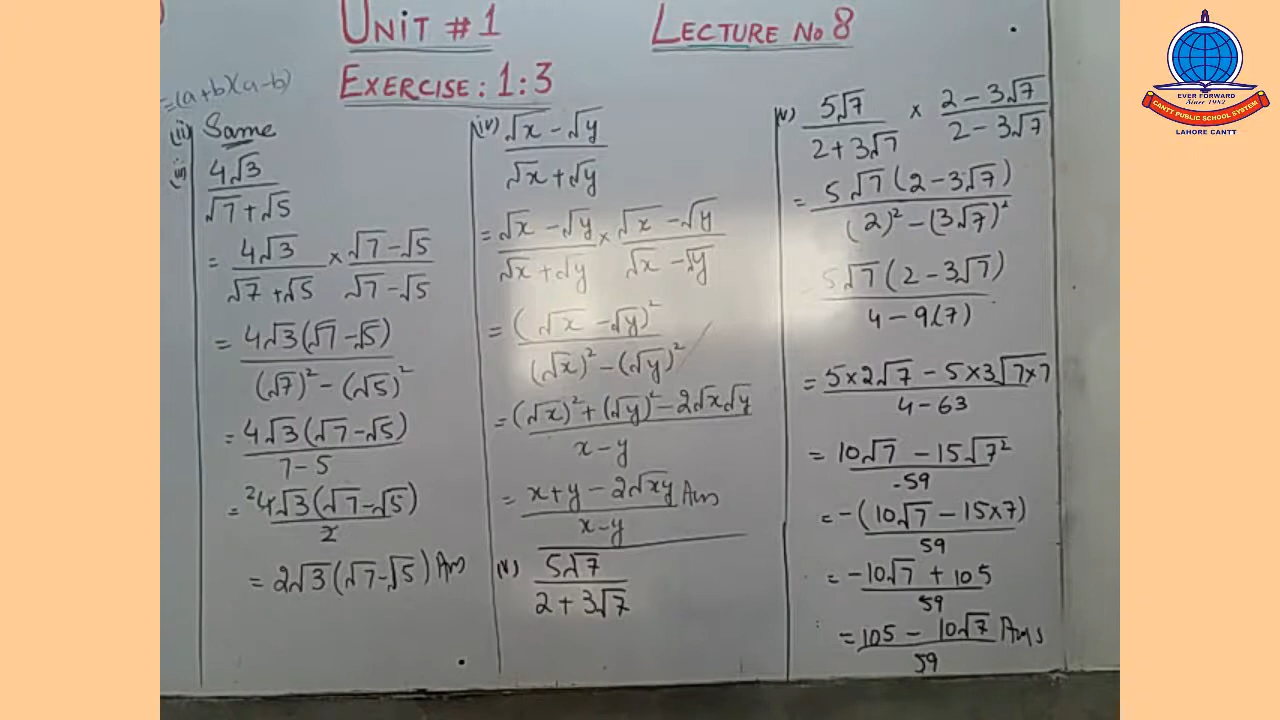 UNIT # 1
LECTURE No 8
EXERCISE: 1:3
=(a+b)(a-b)
(ii) Same
(iii) 4√3 / √7+√5
= 4√3 / √7+√5 × √7-√5 / √7-√5
= 4√3(√7-√5) / (√7)² - (√5)²
= 4√3(√7-√5) / 7-5
= ²4√3(√7-√5) / 2
= 2√3(√7-√5) Ans
iv) √x - √y / √x + √y
= √x - √y / √x + √y × √x - √y / √x - √y
= (√x - √y)² / (√x)² - (√y)²
= (√x)² + (√y)² - 2√x√y / x - y
= x + y - 2√xy / x - y Ans
(v) 5√7 / 2 + 3√7
v) 5√7 / 2 + 3√7 × 2 - 3√7 / 2 - 3√7
= 5√7(2 - 3√7) / (2)² - (3√7)²
5√7(2 - 3√7) / 4 - 9(7)
= 5×2√7 - 5×3√7×7 / 4 - 63
= 10√7 - 15√7² / -59
= -(10√7 - 15×7) / 59
= -10√7 + 105 / 59
= 105 - 10√7 / 59 Ans
EVER FORWARD
Since 1982
CANTT PUBLIC SCHOOL SYSTEM
LAHORE CANTT